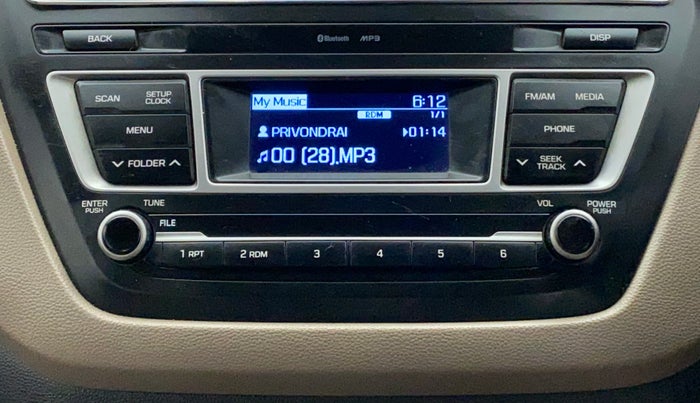 BACK Bluetooth MP3 DISP
SCAN SETUP CLOCK
MENU
FOLDER
My Music 6:12
RDM
1/1
PRIVONDRAI 01:14
00 (28).MP3
FM/AM MEDIA
PHONE
SEEK TRACK
ENTER PUSH TUNE
VOL POWER PUSH
FILE
1 RPT 2 RDM 3 4 5 6